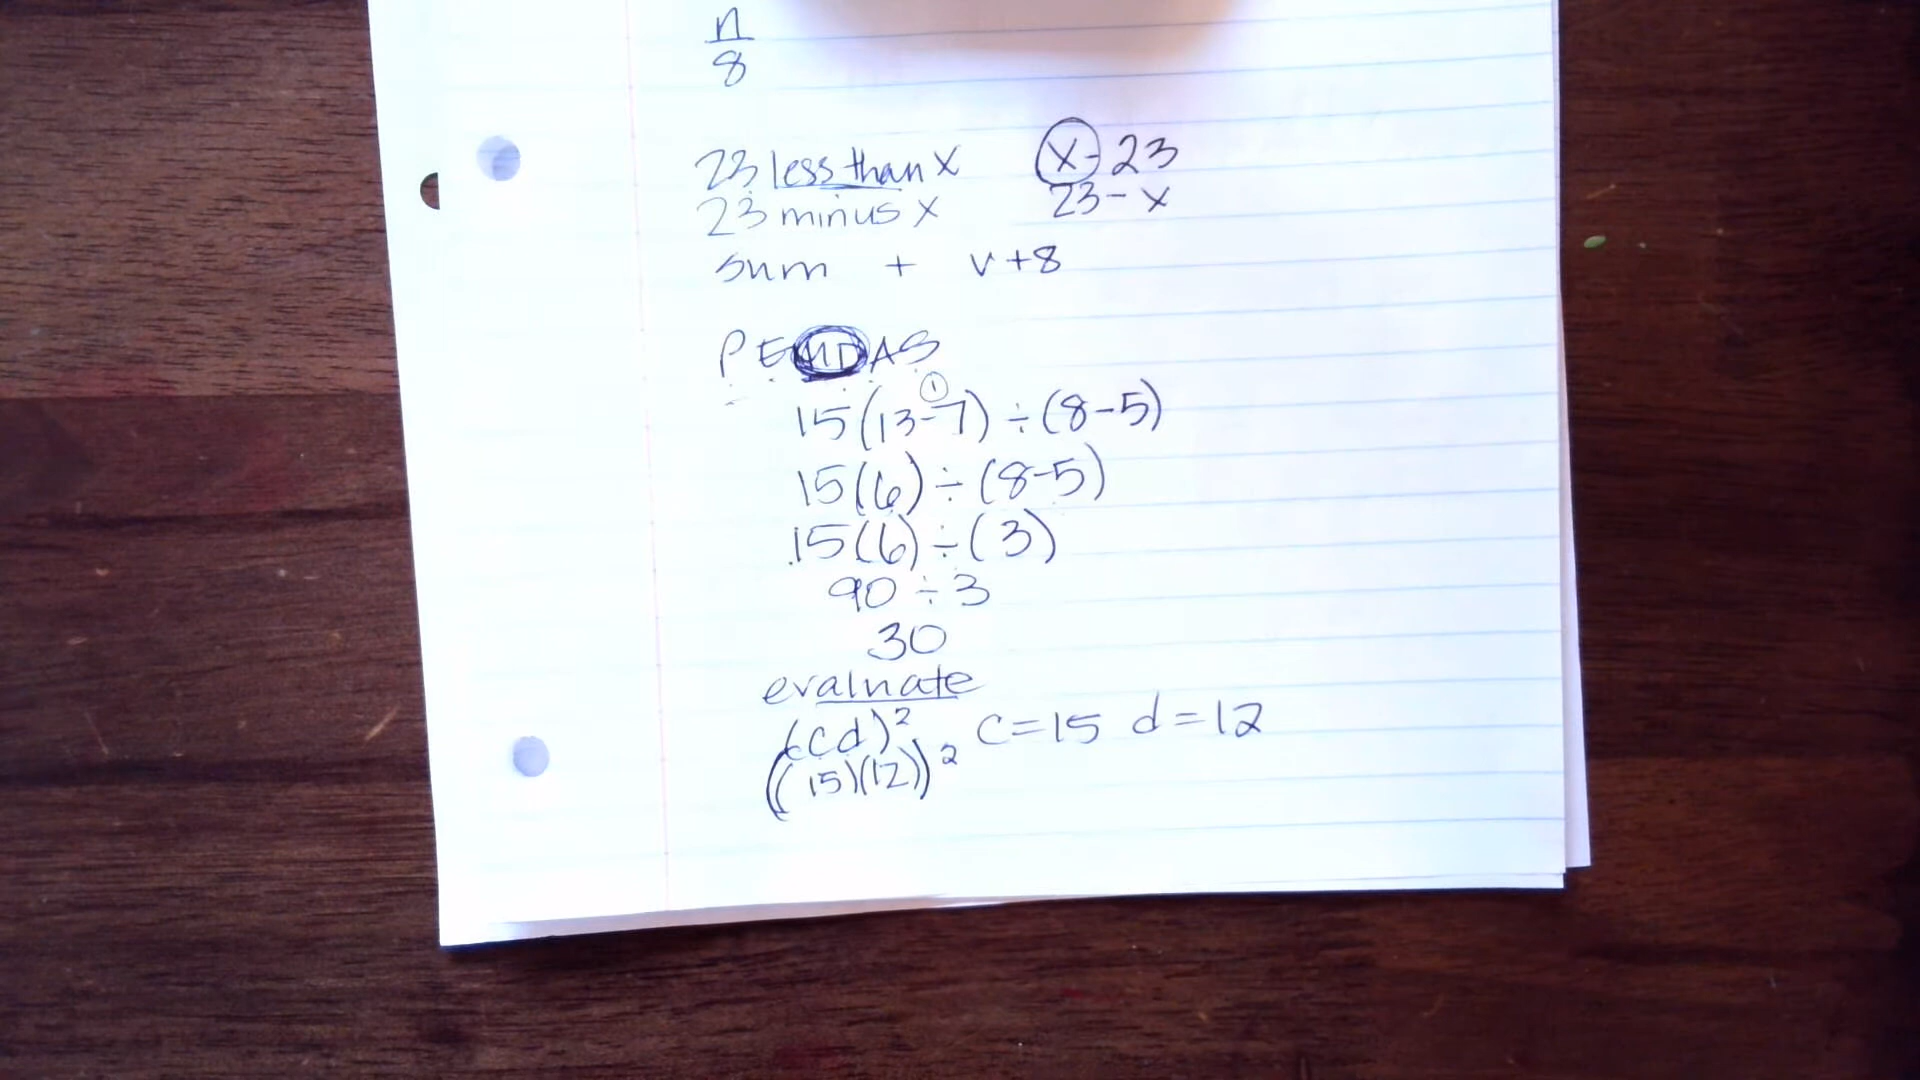 n
8
23 less than x x - 23
23 minus x 23 - x
sum + v + 8
PEMDAS
1
15(13-7) ÷ (8-5)
15(6) ÷ (8-5)
15(6) ÷ (3)
90 ÷ 3
30
evaluate
(cd)² c=15 d=12
((15)(12))²